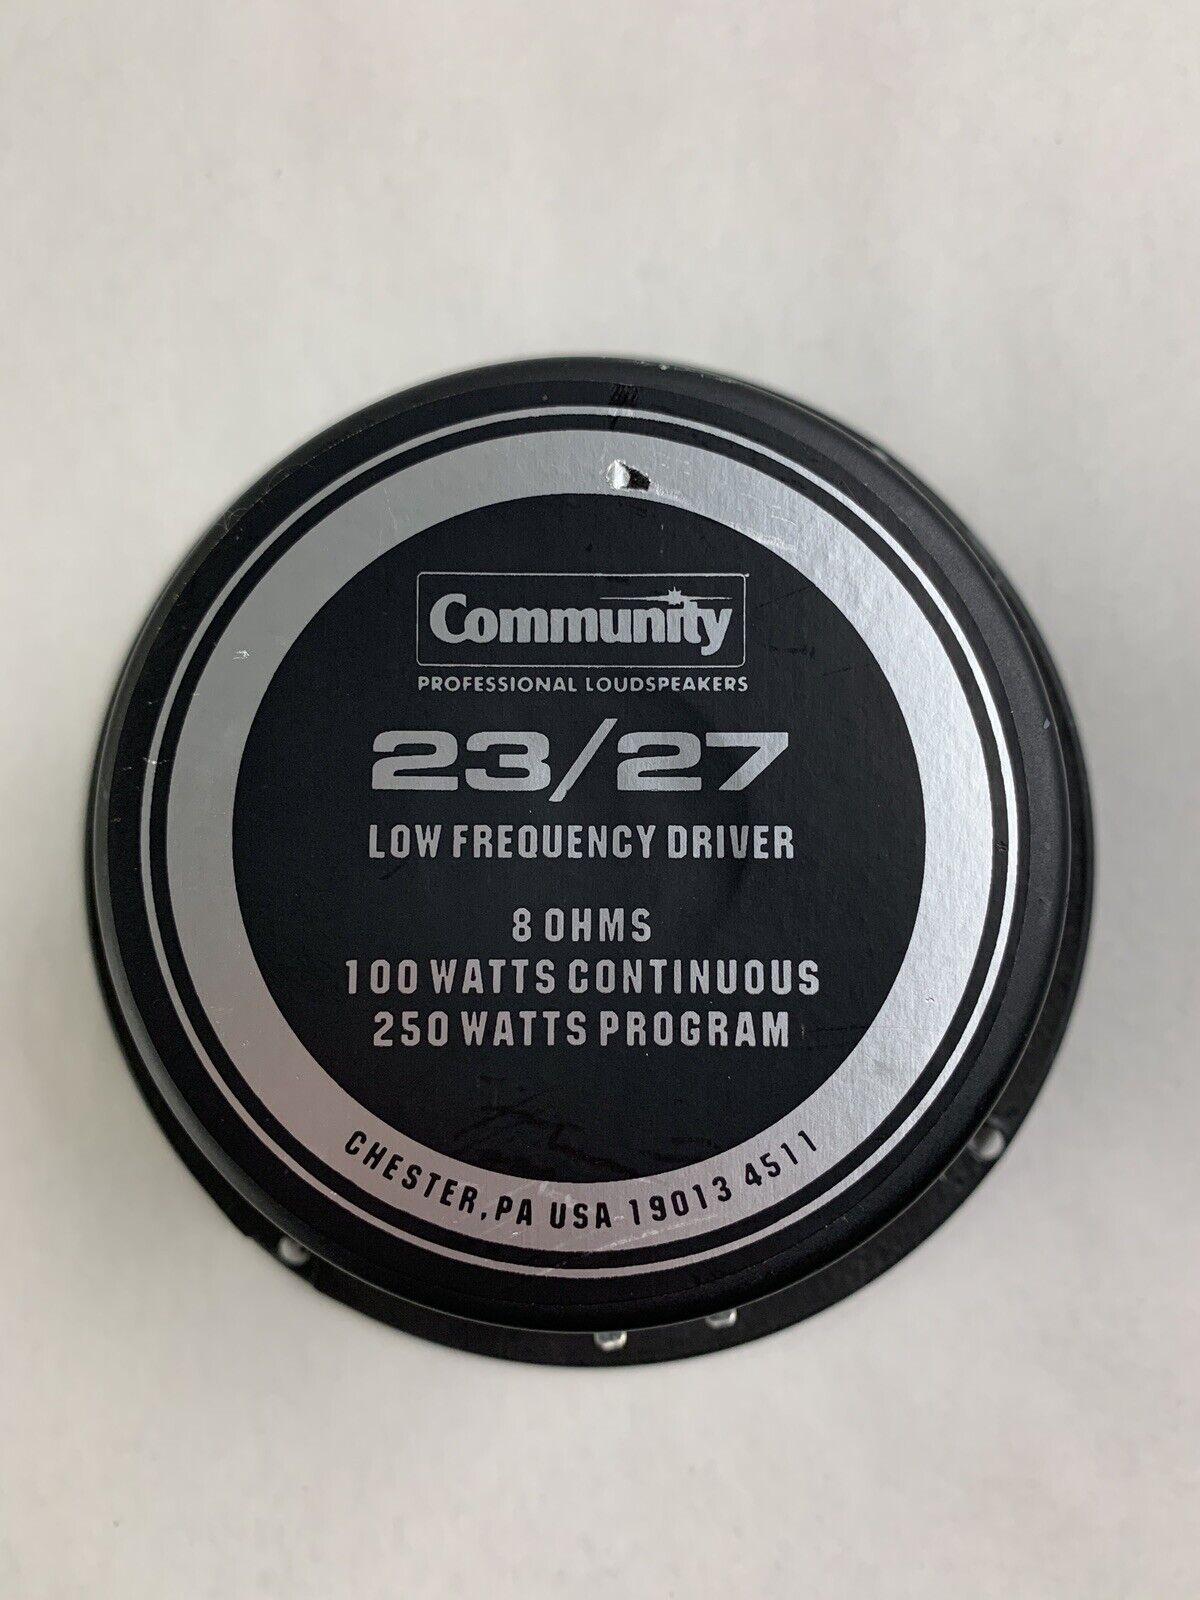 Community
PROFESSIONAL LOUDSPEAKERS
23/27
LOW FREQUENCY DRIVER
8 OHMS
100 WATTS CONTINUOUS
250 WATTS PROGRAM
CHESTER, PA USA 19013 4511